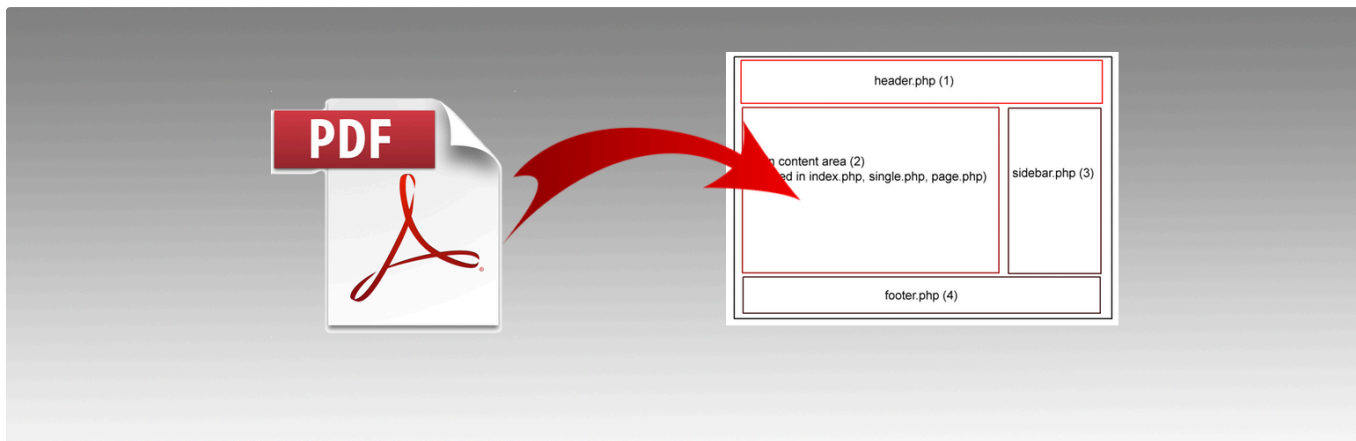 PDF
header.php (1)
content area (2)
in index.php, single.php, page.php)
sidebar.php (3)
footer.php (4)
®